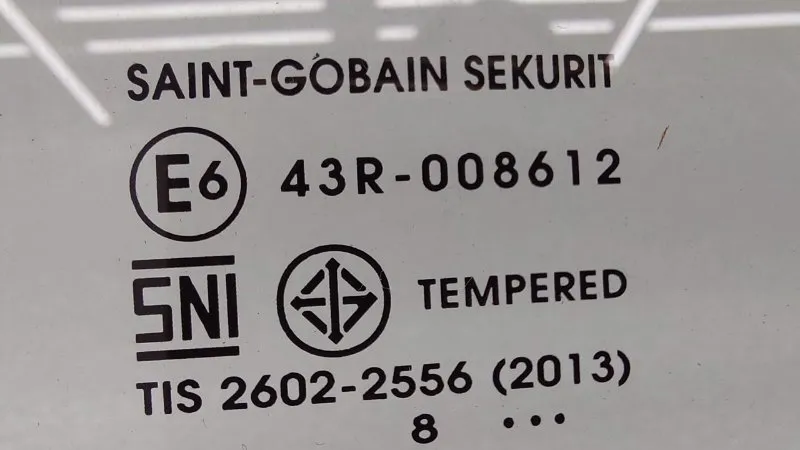 SAINT-GOBAIN SEKURIT
E6 43R-008612
SNI TEMPERED
TIS 2602-2556 (2013)
8 •••